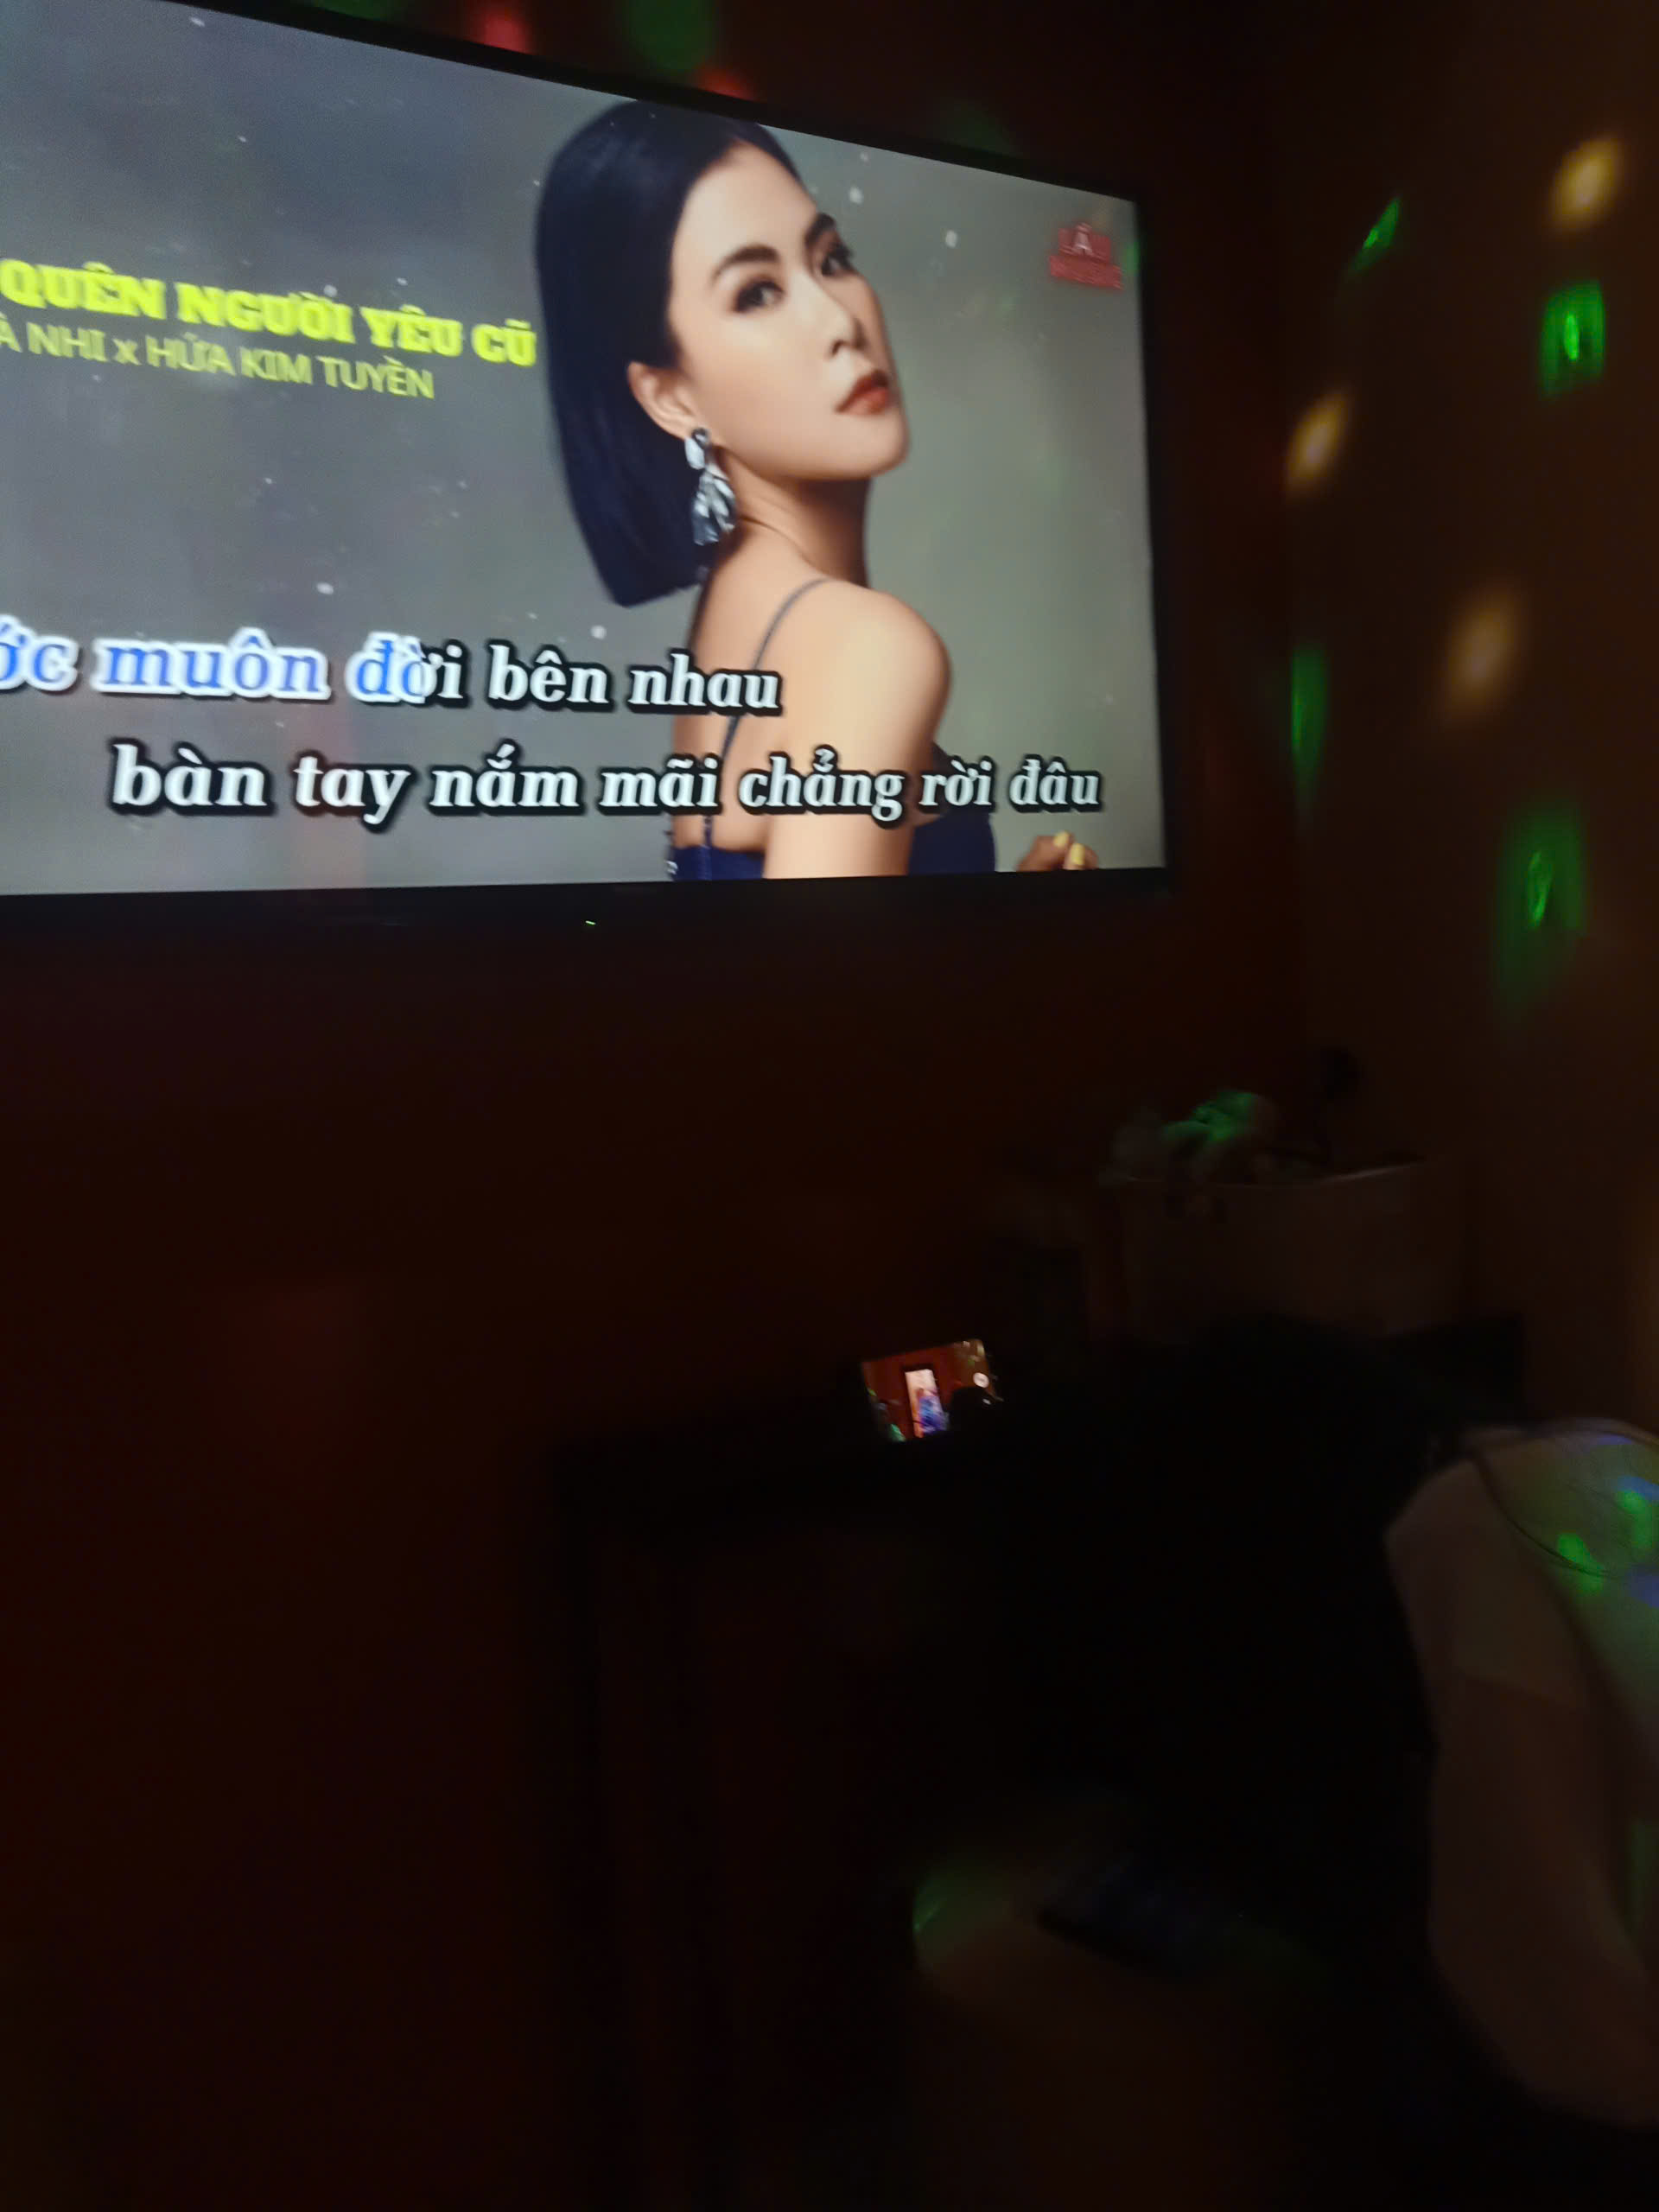 QUÊN NGƯỜI YÊU CŨ
À NHI x HỨA KIM TUYỀN
ớc muôn đời bên nhau
bàn tay nắm mãi chẳng rời đâu